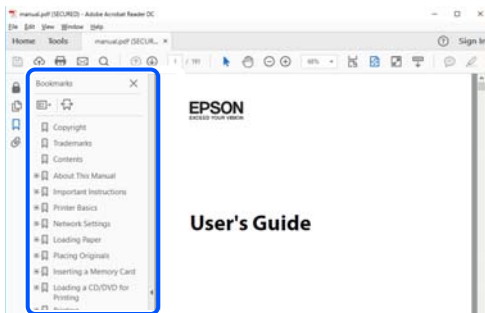 manual.pdf (SECURED) - Adobe Acrobat Reader DC
File Edit View Window Help
Home Tools manual.pdf (SECUR... × Sign In
1 / 191
Bookmarks
EPSON
EXCEED YOUR VISION
Copyright
Trademarks
Contents
About This Manual
Important Instructions
Printer Basics
Network Settings
User's Guide
Loading Paper
Placing Originals
Inserting a Memory Card
Loading a CD/DVD for
Printing